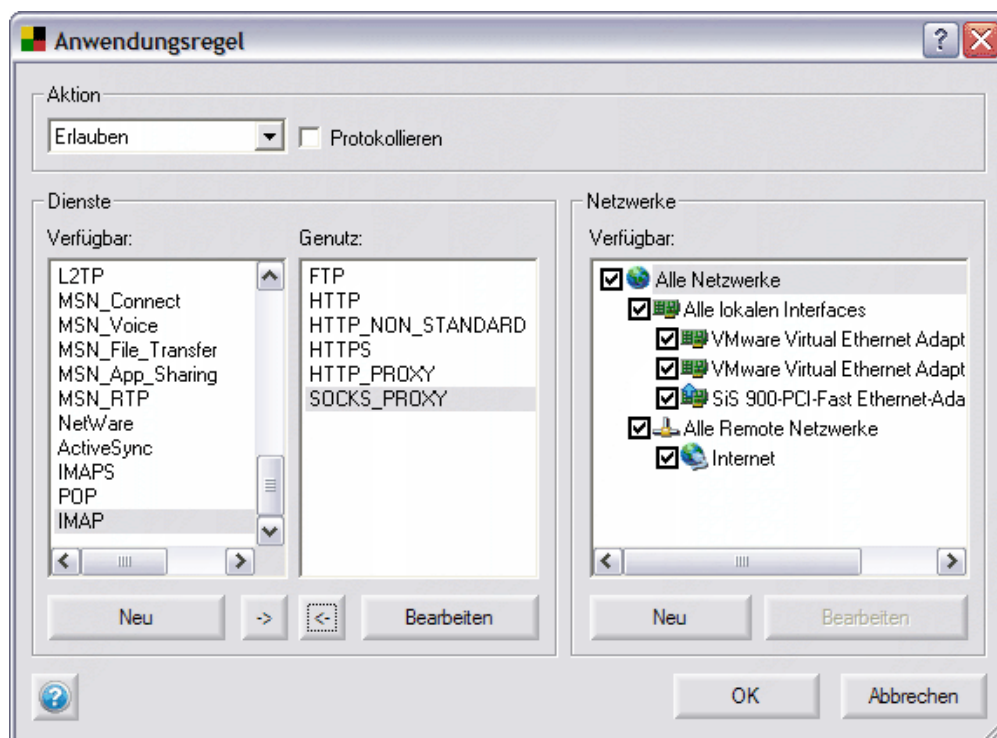 Anwendungsregel
Aktion
Erlauben
Protokollieren
Dienste
Verfügbar:
L2TP
MSN_Connect
MSN_Voice
MSN_File_Transfer
MSN_App_Sharing
MSN_RTP
NetWare
ActiveSync
IMAPS
POP
IMAP
Neu
->
Genutz:
FTP
HTTP
HTTP_NON_STANDARD
HTTPS
HTTP_PROXY
SOCKS_PROXY
<-
Bearbeiten
Netzwerke
Verfügbar:
Alle Netzwerke
Alle lokalen Interfaces
VMware Virtual Ethernet Adapt
VMware Virtual Ethernet Adapt
SiS 900-PCI-Fast Ethernet-Ada
Alle Remote Netzwerke
Internet
Neu
Bearbeiten
OK
Abbrechen